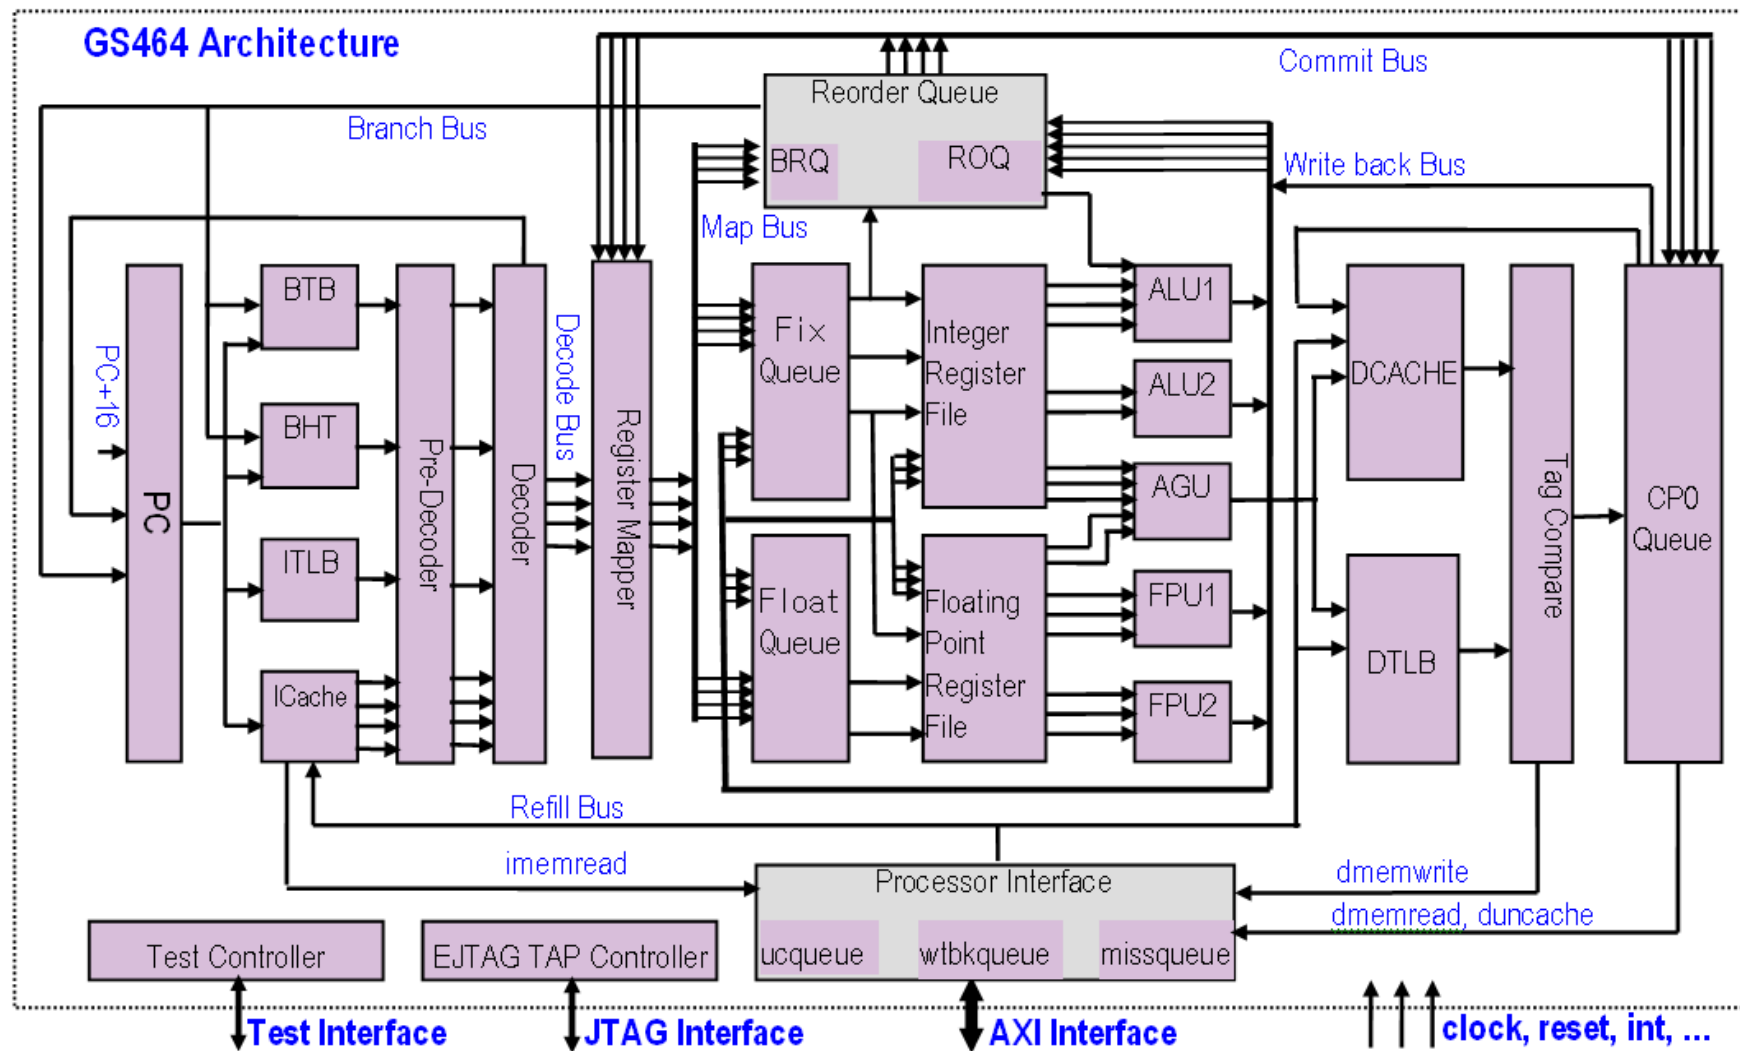 GS464 Architecture
Commit Bus
Reorder Queue
Branch Bus
BRQ
ROQ
Write back Bus
Map Bus
PC+16
PC
BTB
BHT
ITLB
ICache
Pre-Decoder
Decoder
Decode Bus
Register Mapper
Fix
Queue
Float
Queue
Integer
Register
File
Floating
Point
Register
File
ALU1
ALU2
AGU
FPU1
FPU2
DCACHE
DTLB
Tag Compare
CP0
Queue
Refill Bus
imemread
Processor Interface
dmemwrite
dmemread, duncache
ucqueue
wtbkqueue
missqueue
Test Controller
EJTAG TAP Controller
Test Interface
JTAG Interface
AXI Interface
clock, reset, int, ...